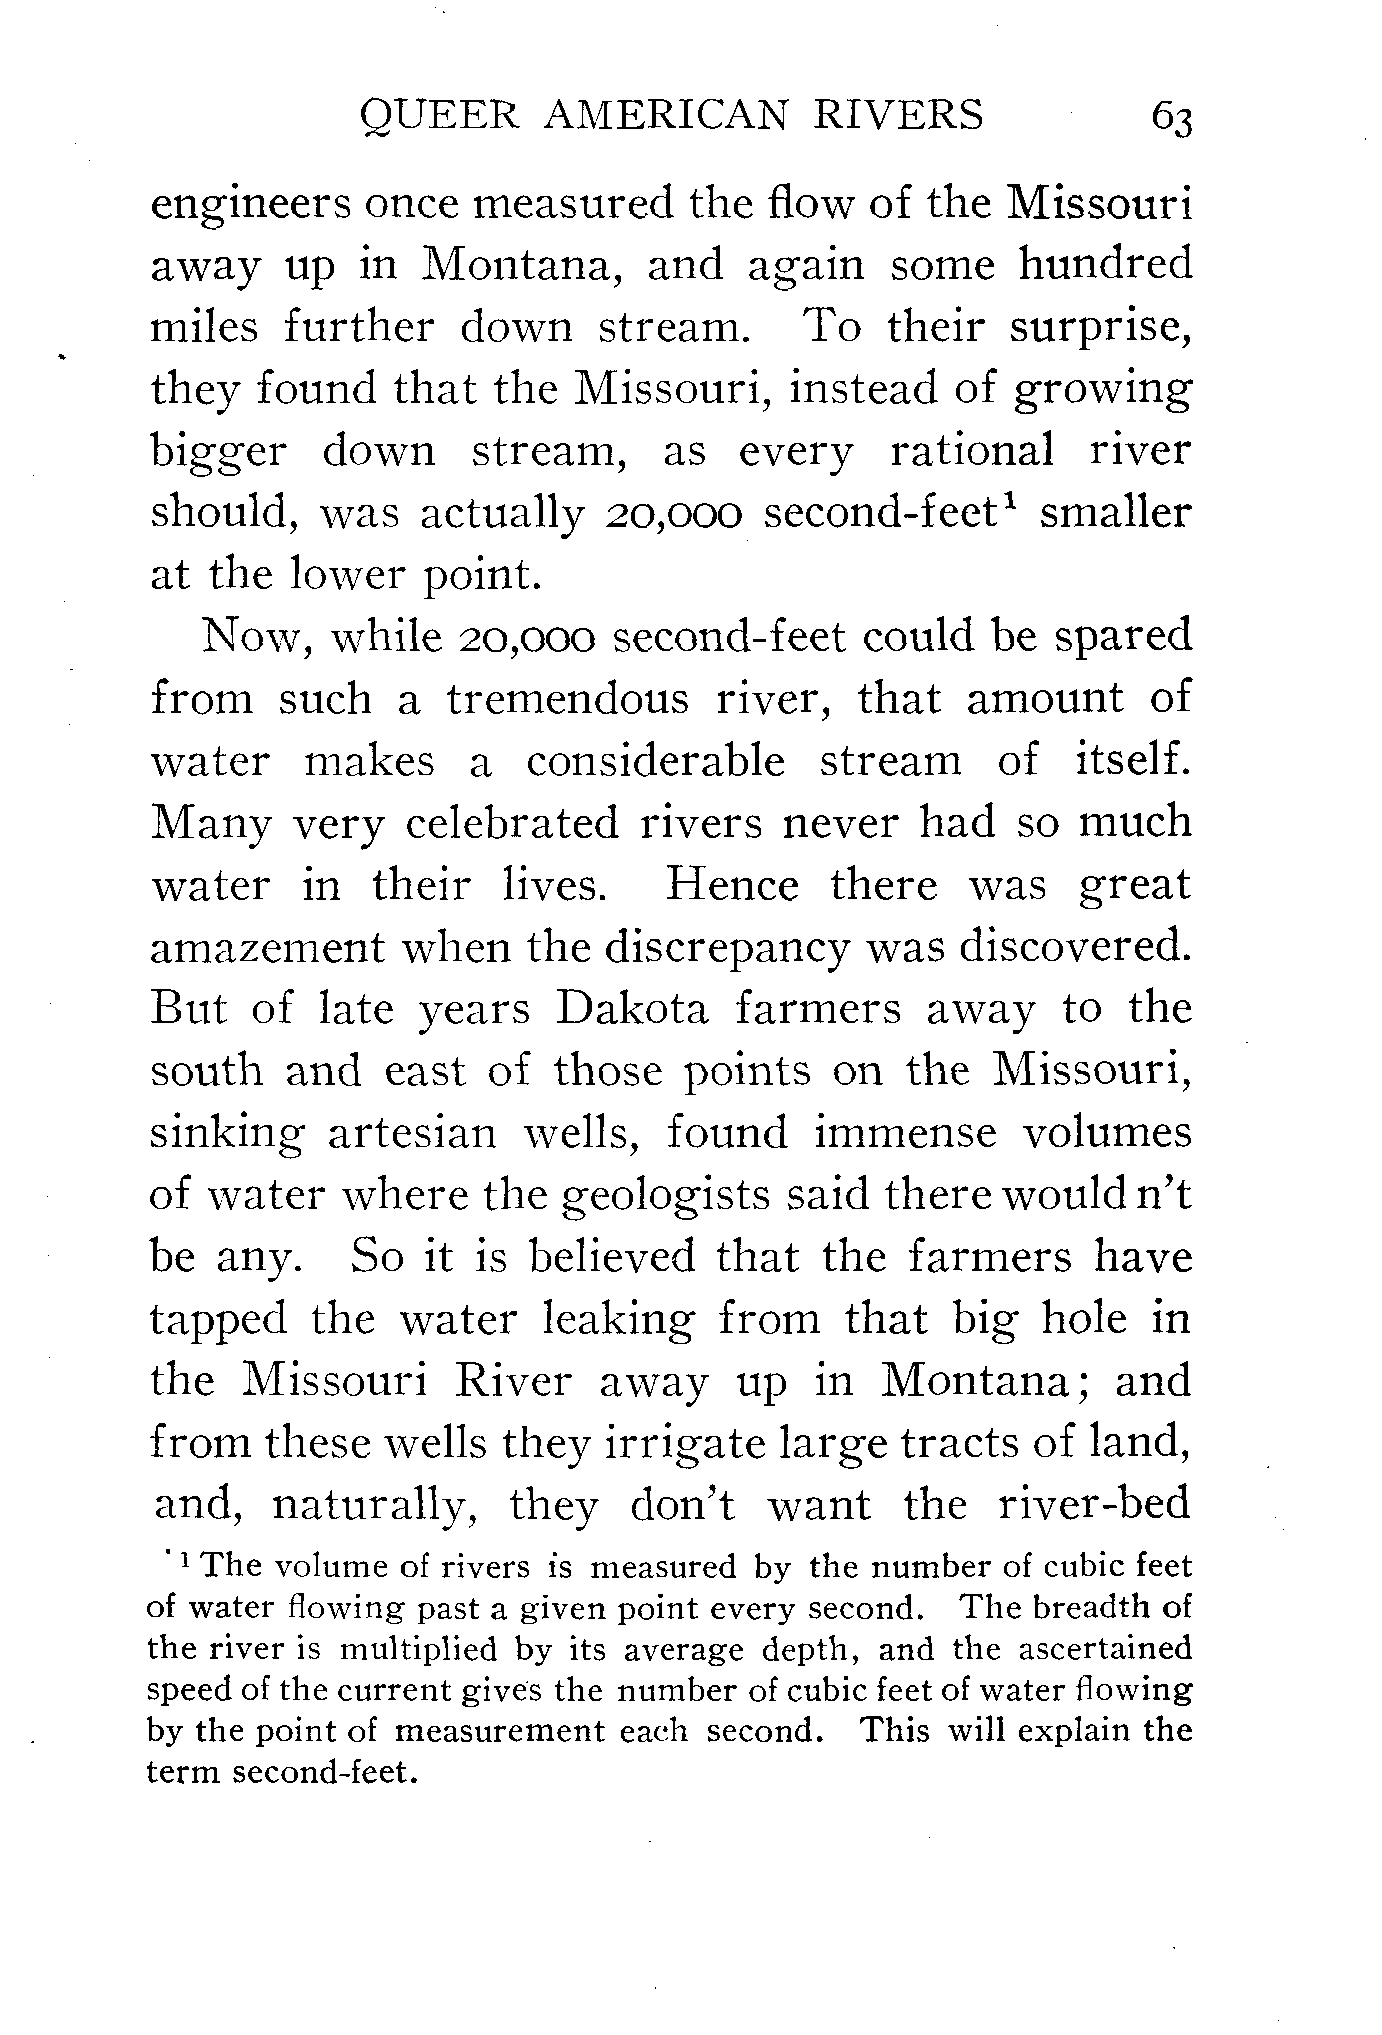 QUEER AMERICAN RIVERS 63
engineers once measured the flow of the Missouri
away up in Montana, and again some hundred
miles further down stream. To their surprise,
they found that the Missouri, instead of growing
bigger down stream, as every rational river
should, was actually 20,000 second-feet¹ smaller
at the lower point.
Now, while 20,000 second-feet could be spared
from such a tremendous river, that amount of
water makes a considerable stream of itself.
Many very celebrated rivers never had so much
water in their lives. Hence there was great
amazement when the discrepancy was discovered.
But of late years Dakota farmers away to the
south and east of those points on the Missouri,
sinking artesian wells, found immense volumes
of water where the geologists said there would n't
be any. So it is believed that the farmers have
tapped the water leaking from that big hole in
the Missouri River away up in Montana; and
from these wells they irrigate large tracts of land,
and, naturally, they don't want the river-bed
¹ The volume of rivers is measured by the number of cubic feet
of water flowing past a given point every second. The breadth of
the river is multiplied by its average depth, and the ascertained
speed of the current gives the number of cubic feet of water flowing
by the point of measurement each second. This will explain the
term second-feet.